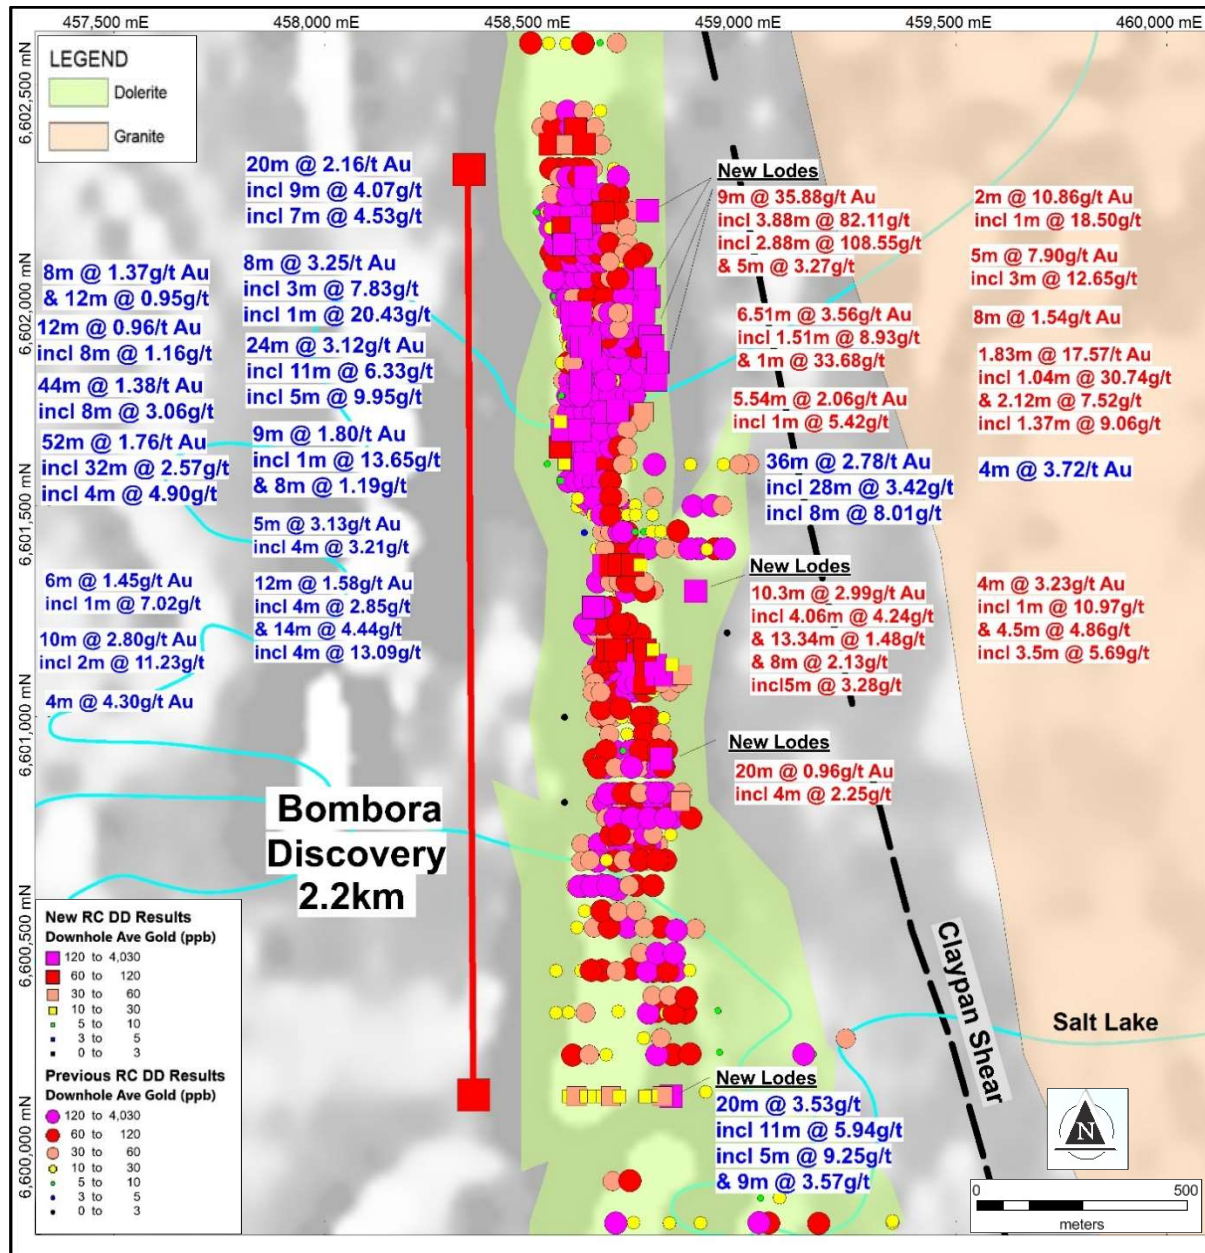 457,500 mE
458,000 mE
458,500 mE
459,000 mE
459,500 mE
460,000 mE
6,602,500 mN
6,602,000 mN
6,601,500 mN
6,601,000 mN
6,600,500 mN
6,600,000 mN
LEGEND
Dolerite
Granite
20m @ 2.16/t Au
incl 9m @ 4.07g/t
incl 7m @ 4.53g/t
8m @ 1.37g/t Au
& 12m @ 0.95g/t
12m @ 0.96/t Au
incl 8m @ 1.16g/t
44m @ 1.38/t Au
incl 8m @ 3.06g/t
52m @ 1.76/t Au
incl 32m @ 2.57g/t
incl 4m @ 4.90g/t
6m @ 1.45g/t Au
incl 1m @ 7.02g/t
10m @ 2.80g/t Au
incl 2m @ 11.23g/t
4m @ 4.30g/t Au
8m @ 3.25/t Au
incl 3m @ 7.83g/t
incl 1m @ 20.43g/t
24m @ 3.12g/t Au
incl 11m @ 6.33g/t
incl 5m @ 9.95g/t
9m @ 1.80/t Au
incl 1m @ 13.65g/t
& 8m @ 1.19g/t
5m @ 3.13g/t Au
incl 4m @ 3.21g/t
12m @ 1.58g/t Au
incl 4m @ 2.85g/t
& 14m @ 4.44g/t
incl 4m @ 13.09g/t
New Lodes
9m @ 35.88g/t Au
incl 3.88m @ 82.11g/t
incl 2.88m @ 108.55g/t
& 5m @ 3.27g/t
6.51m @ 3.56g/t Au
incl 1.51m @ 8.93g/t
& 1m @ 33.68g/t
5.54m @ 2.06g/t Au
incl 1m @ 5.42g/t
2m @ 10.86g/t Au
incl 1m @ 18.50g/t
5m @ 7.90g/t Au
incl 3m @ 12.65g/t
8m @ 1.54g/t Au
1.83m @ 17.57/t Au
incl 1.04m @ 30.74g/t
& 2.12m @ 7.52g/t
incl 1.37m @ 9.06g/t
36m @ 2.78/t Au
incl 28m @ 3.42g/t
incl 8m @ 8.01g/t
4m @ 3.72/t Au
New Lodes
10.3m @ 2.99g/t Au
incl 4.06m @ 4.24g/t
& 13.34m @ 1.48g/t
& 8m @ 2.13g/t
incl5m @ 3.28g/t
4m @ 3.23g/t Au
incl 1m @ 10.97g/t
& 4.5m @ 4.86g/t
incl 3.5m @ 5.69g/t
New Lodes
20m @ 0.96g/t Au
incl 4m @ 2.25g/t
Bombora
Discovery
2.2km
Claypan Shear
Salt Lake
New Lodes
20m @ 3.53g/t
incl 11m @ 5.94g/t
incl 5m @ 9.25g/t
& 9m @ 3.57g/t
New RC DD Results
Downhole Ave Gold (ppb)
120 to 4,030
60 to 120
30 to 60
10 to 30
5 to 10
3 to 5
0 to 3
Previous RC DD Results
Downhole Ave Gold (ppb)
120 to 4,030
60 to 120
30 to 60
10 to 30
5 to 10
3 to 5
0 to 3
N
0 500
meters